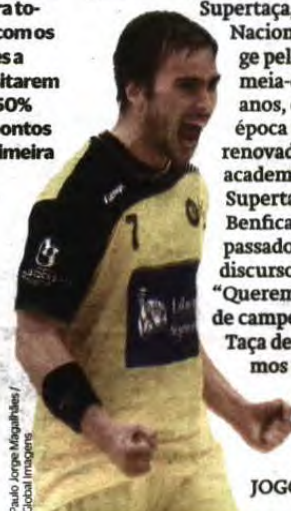 ra to-
com os
es a
itarem
50%
ontos
imeira
Supertaça,
Nacion
ge pel
meia-
anos,
época
renovad
academ
Superta
Benfica
passado
discurso
"Querem
de campe
Taça de
mos
JOGO
7
Kempa
Paulo Jorge Magalhães /
Global Imagens